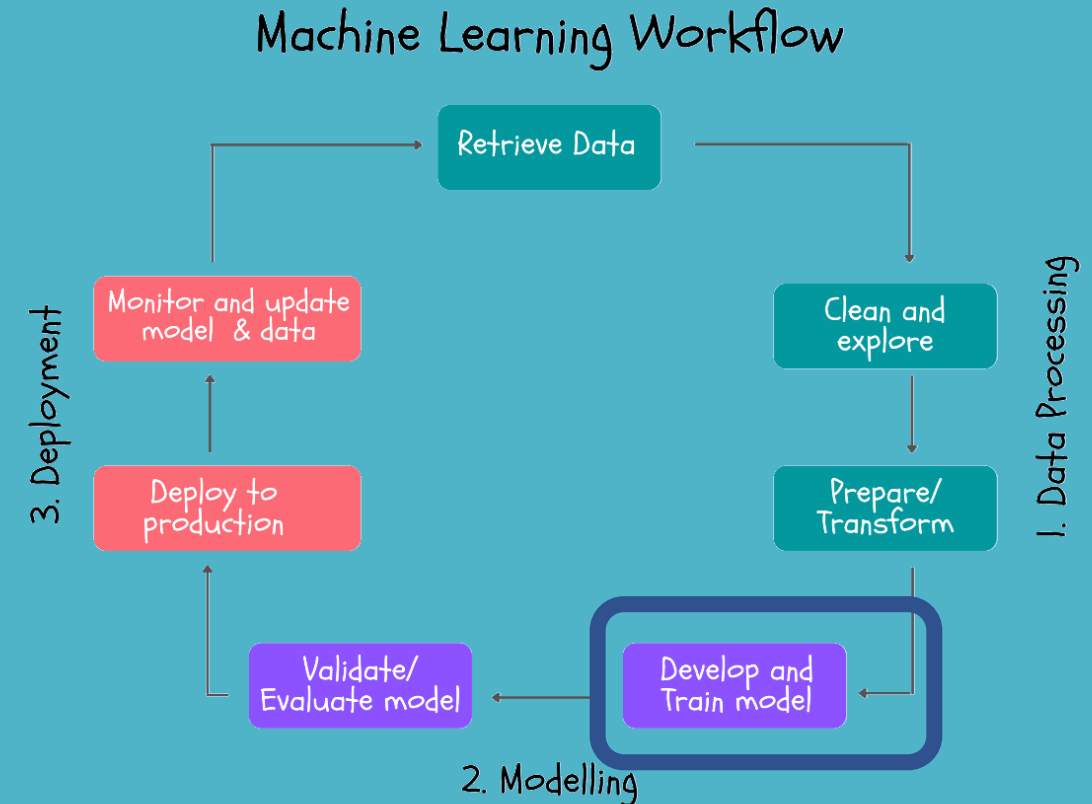 Machine Learning Workflow
Retrieve Data
Clean and
explore
1. Data Processing
Prepare/
Transform
Develop and
Train model
2. Modelling
Validate/
Evaluate model
Deploy to
production
3. Deployment
Monitor and update
model & data